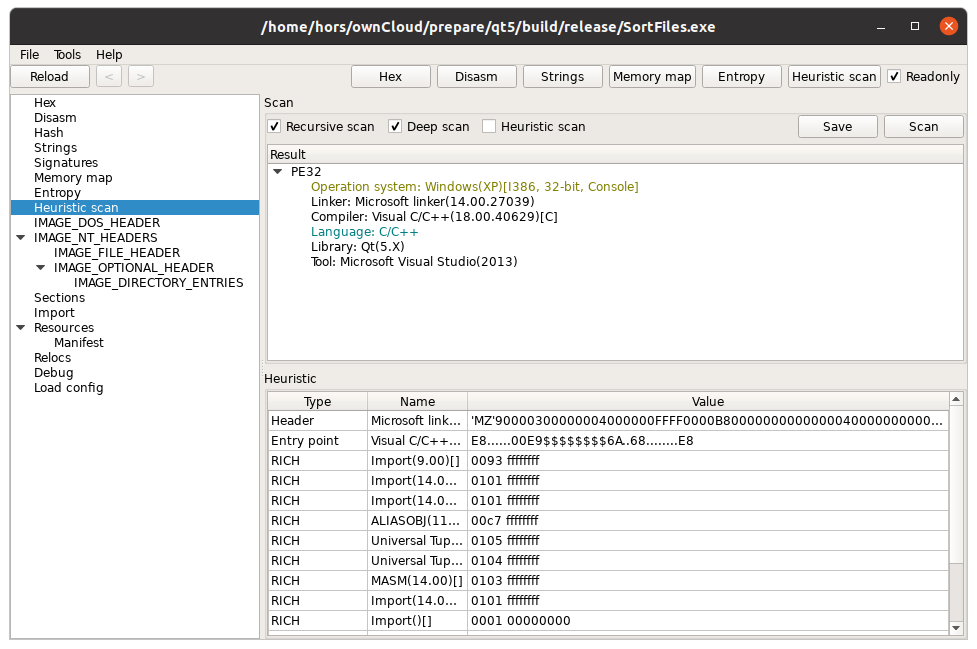 /home/hors/ownCloud/prepare/qt5/build/release/SortFiles.exe
File Tools Help
Reload < > Hex Disasm Strings Memory map Entropy Heuristic scan Readonly
Hex
Disasm
Hash
Strings
Signatures
Memory map
Entropy
Heuristic scan
IMAGE_DOS_HEADER
IMAGE_NT_HEADERS
IMAGE_FILE_HEADER
IMAGE_OPTIONAL_HEADER
IMAGE_DIRECTORY_ENTRIES
Sections
Import
Resources
Manifest
Relocs
Debug
Load config
Scan
Recursive scan Deep scan Heuristic scan Save Scan
Result
PE32
Operation system: Windows(XP)[I386, 32-bit, Console]
Linker: Microsoft linker(14.00.27039)
Compiler: Visual C/C++(18.00.40629)[C]
Language: C/C++
Library: Qt(5.X)
Tool: Microsoft Visual Studio(2013)
Heuristic
Type Name Value
Header Microsoft link... 'MZ'90000300000004000000FFFF0000B80000000000000040000000000...
Entry point Visual C/C++... E8......00E9$$$$$$$$6A..68........E8
RICH Import(9.00)[] 0093 ffffffff
RICH Import(14.0... 0101 ffffffff
RICH Import(14.0... 0101 ffffffff
RICH ALIASOBJ(11... 00c7 ffffffff
RICH Universal Tup... 0105 ffffffff
RICH Universal Tup... 0104 ffffffff
RICH MASM(14.00)[] 0103 ffffffff
RICH Import(14.0... 0101 ffffffff
RICH Import()[] 0001 00000000